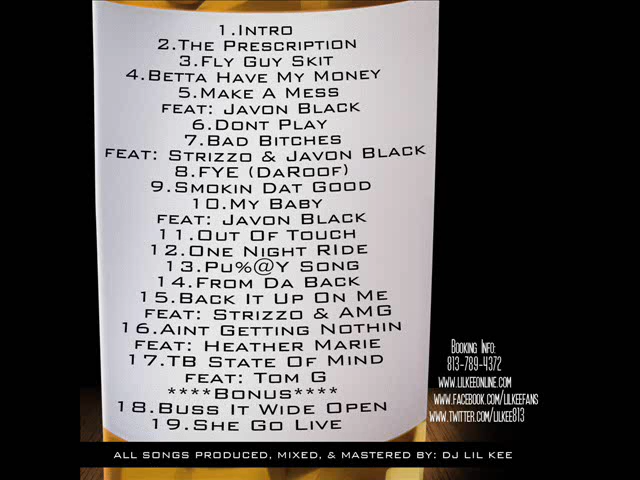 1.Intro
2.The Prescription
3.Fly Guy Skit
4.Betta Have My Money
5.Make A Mess
feat: Javon Black
6.Dont Play
7.Bad Bitches
feat: Strizzo & Javon Black
8.FYE (DaRoof)
9.Smokin Dat Good
10.My Baby
feat: Javon Black
11.Out Of Touch
12.One Night RIde
13.Pu%@y Song
14.From Da Back
15.Back It Up On Me
feat: Strizzo & AMG
16.Aint Getting Nothin
feat: Heather Marie
17.TB State Of Mind
feat: Tom G
****Bonus****
18.Buss It Wide Open
19.She Go Live
Booking Info:
813-789-4372
www.lilkeeonline.com
www.facebook.com/lilkeefans
www.twitter.com/lilkee813
ALL SONGS PRODUCED, MIXED, & MASTERED BY: DJ LIL KEE